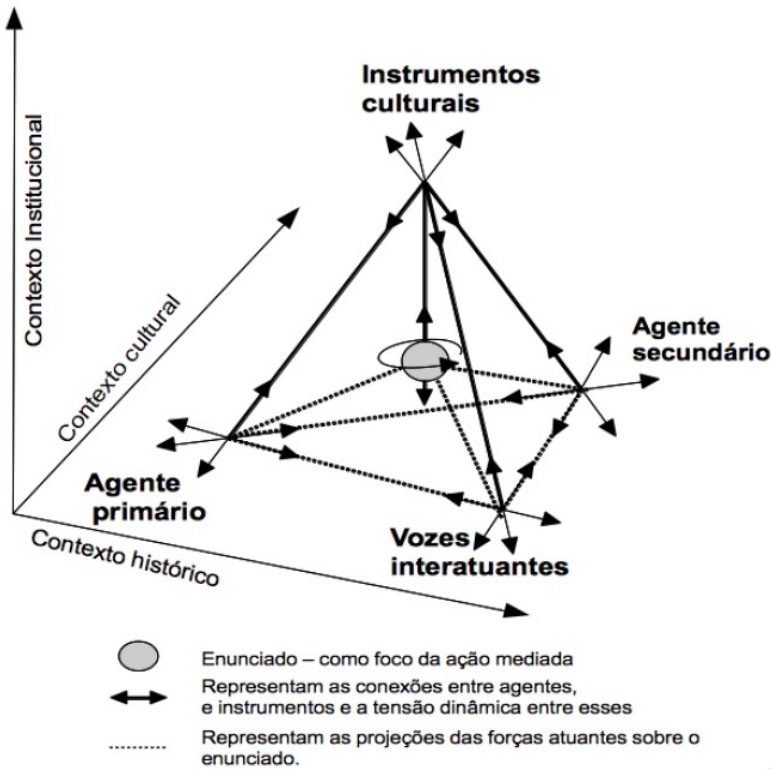 Instrumentos
culturais
Contexto Institucional
Contexto cultural
Agente
secundário
Agente
primário
Vozes
interatuantes
Contexto histórico
Enunciado – como foco da ação mediada
Representam as conexões entre agentes,
e instrumentos e a tensão dinâmica entre esses
Representam as projeções das forças atuantes sobre o
enunciado.